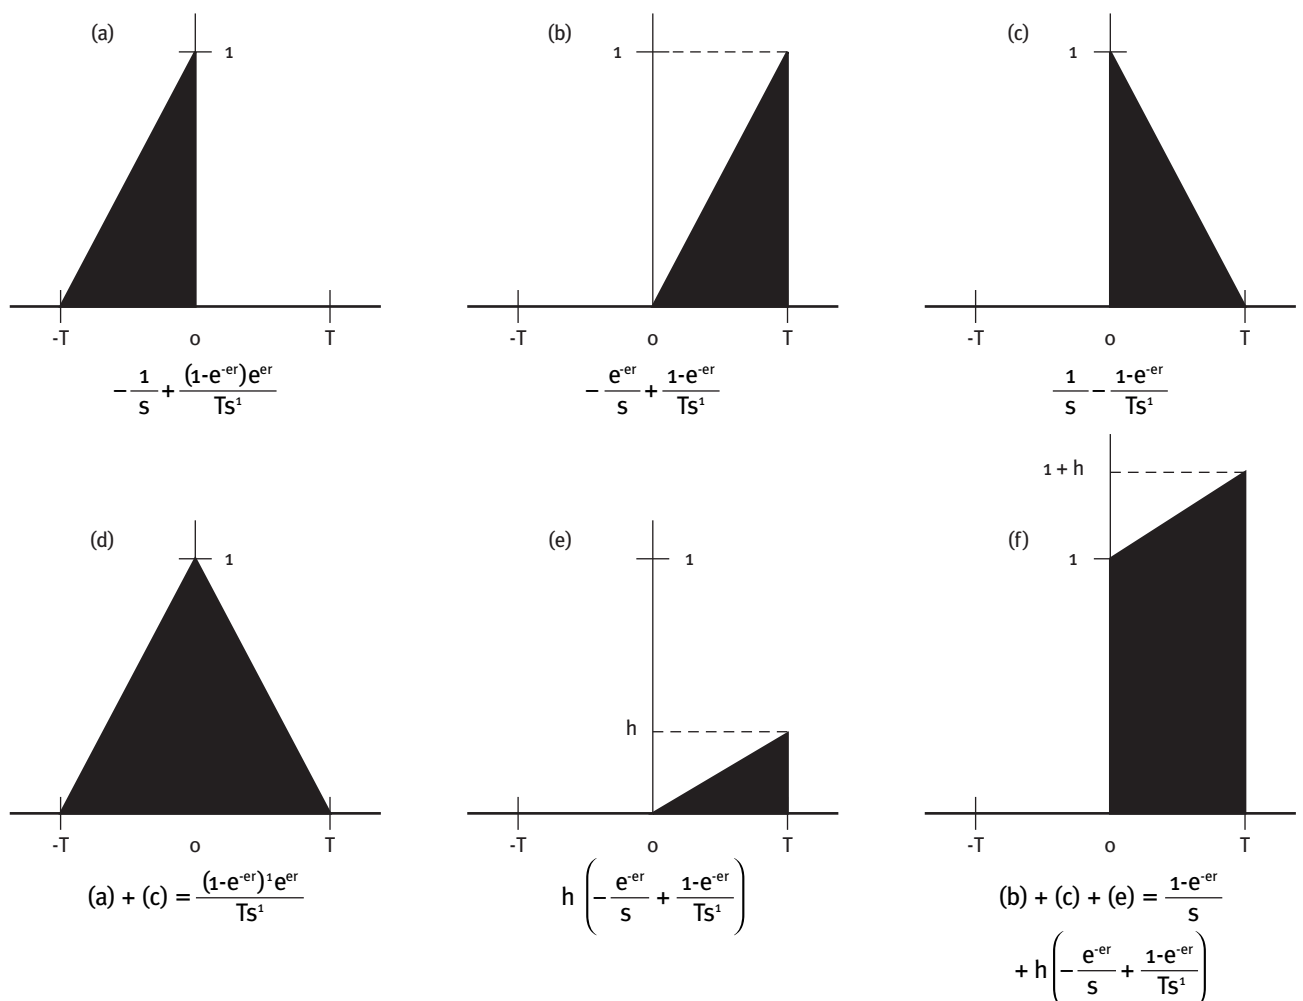 (a)
1
-T o T
−1/s + (1-e^-er)e^er/Ts¹
(b)
1
-T o T
−e^-er/s + 1-e^-er/Ts¹
(c)
1
-T o T
1/s − 1-e^-er/Ts¹
(d)
1
-T o T
(a) + (c) = (1-e^-er)¹e^er/Ts¹
(e)
1
h
-T o T
h (−e^-er/s + 1-e^-er/Ts¹)
(f)
1 + h
1
-T o T
(b) + (c) + (e) = 1-e^-er/s
+ h (−e^-er/s + 1-e^-er/Ts¹)